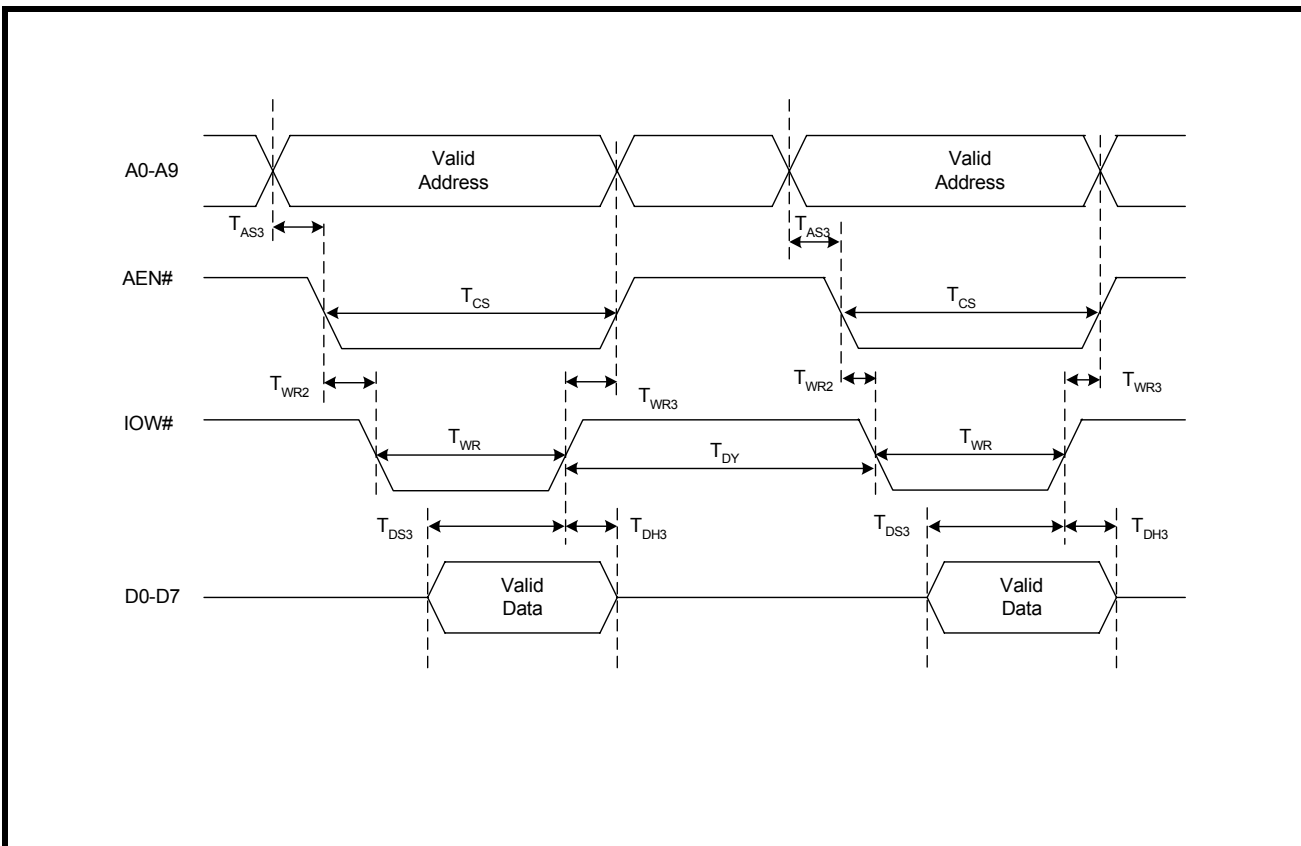 A0-A9
Valid
Address
Valid
Address
TAS3
TAS3
AEN#
TCS
TCS
TWR2
TWR3
TWR2
TWR3
IOW#
TWR
TDY
TWR
TDS3
TDH3
TDS3
TDH3
D0-D7
Valid
Data
Valid
Data